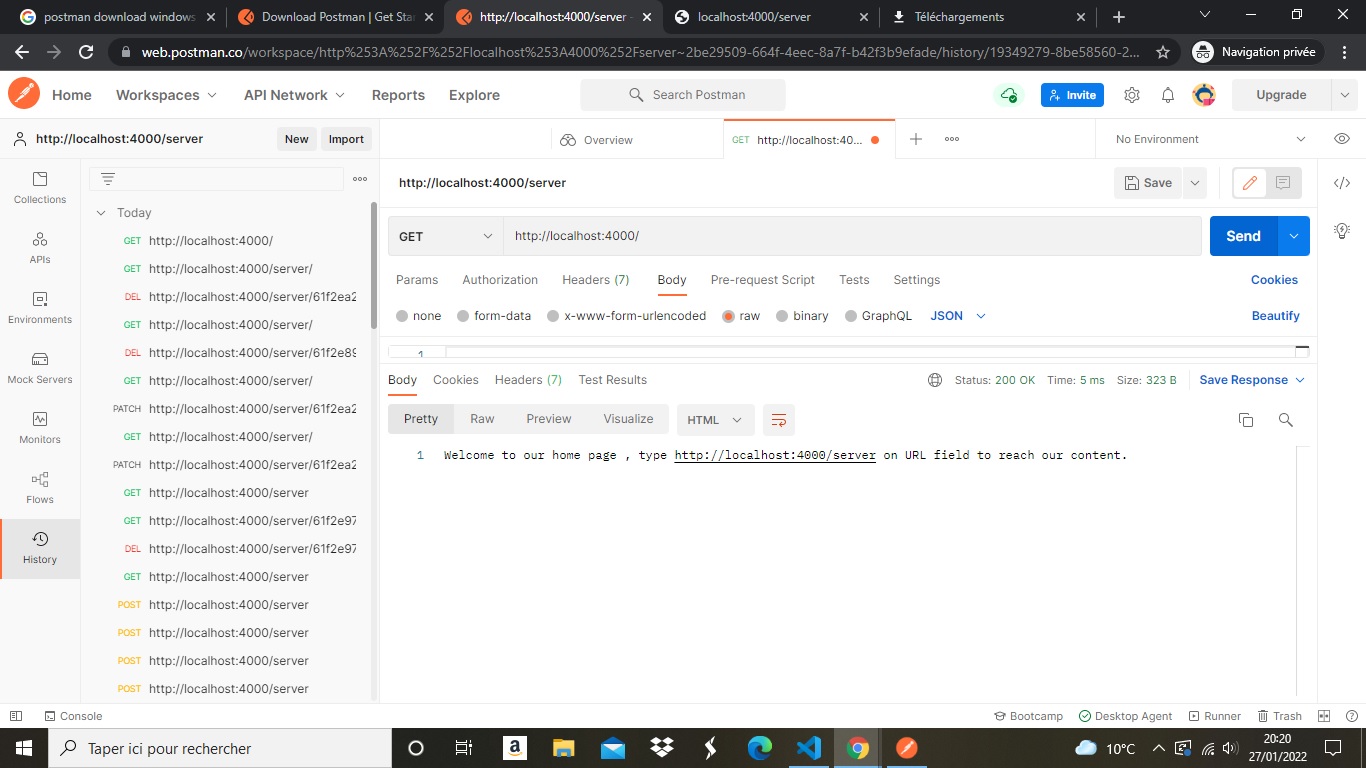 postman download windows
Download Postman | Get Star
http://localhost:4000/server -
localhost:4000/server
Téléchargements
web.postman.co/workspace/http%253A%252F%252Flocalhost%253A4000%252Fserver~2be29509-664f-4eec-8a7f-b42f3b9efade/history/19349279-8be58560-2...
Navigation privée
Home
Workspaces
API Network
Reports
Explore
Search Postman
Invite
Upgrade
http://localhost:4000/server
New
Import
Overview
GET http://localhost:40...
No Environment
Collections
APIs
Environments
Mock Servers
Monitors
Flows
History
Today
GET http://localhost:4000/
GET http://localhost:4000/server/
DEL http://localhost:4000/server/61f2ea2
GET http://localhost:4000/server/
DEL http://localhost:4000/server/61f2e89
GET http://localhost:4000/server/
PATCH http://localhost:4000/server/61f2ea2
GET http://localhost:4000/server/
PATCH http://localhost:4000/server/61f2ea2
GET http://localhost:4000/server
GET http://localhost:4000/server/61f2e97
DEL http://localhost:4000/server/61f2e97
GET http://localhost:4000/server
POST http://localhost:4000/server
POST http://localhost:4000/server
POST http://localhost:4000/server
POST http://localhost:4000/server
http://localhost:4000/server
Save
GET
http://localhost:4000/
Send
Params
Authorization
Headers (7)
Body
Pre-request Script
Tests
Settings
Cookies
none
form-data
x-www-form-urlencoded
raw
binary
GraphQL
JSON
Beautify
1
Body
Cookies
Headers (7)
Test Results
Status: 200 OK
Time: 5 ms
Size: 323 B
Save Response
Pretty
Raw
Preview
Visualize
HTML
1 Welcome to our home page , type http://localhost:4000/server on URL field to reach our content.
Console
Bootcamp
Desktop Agent
Runner
Trash
Taper ici pour rechercher
10°C
20:20
27/01/2022